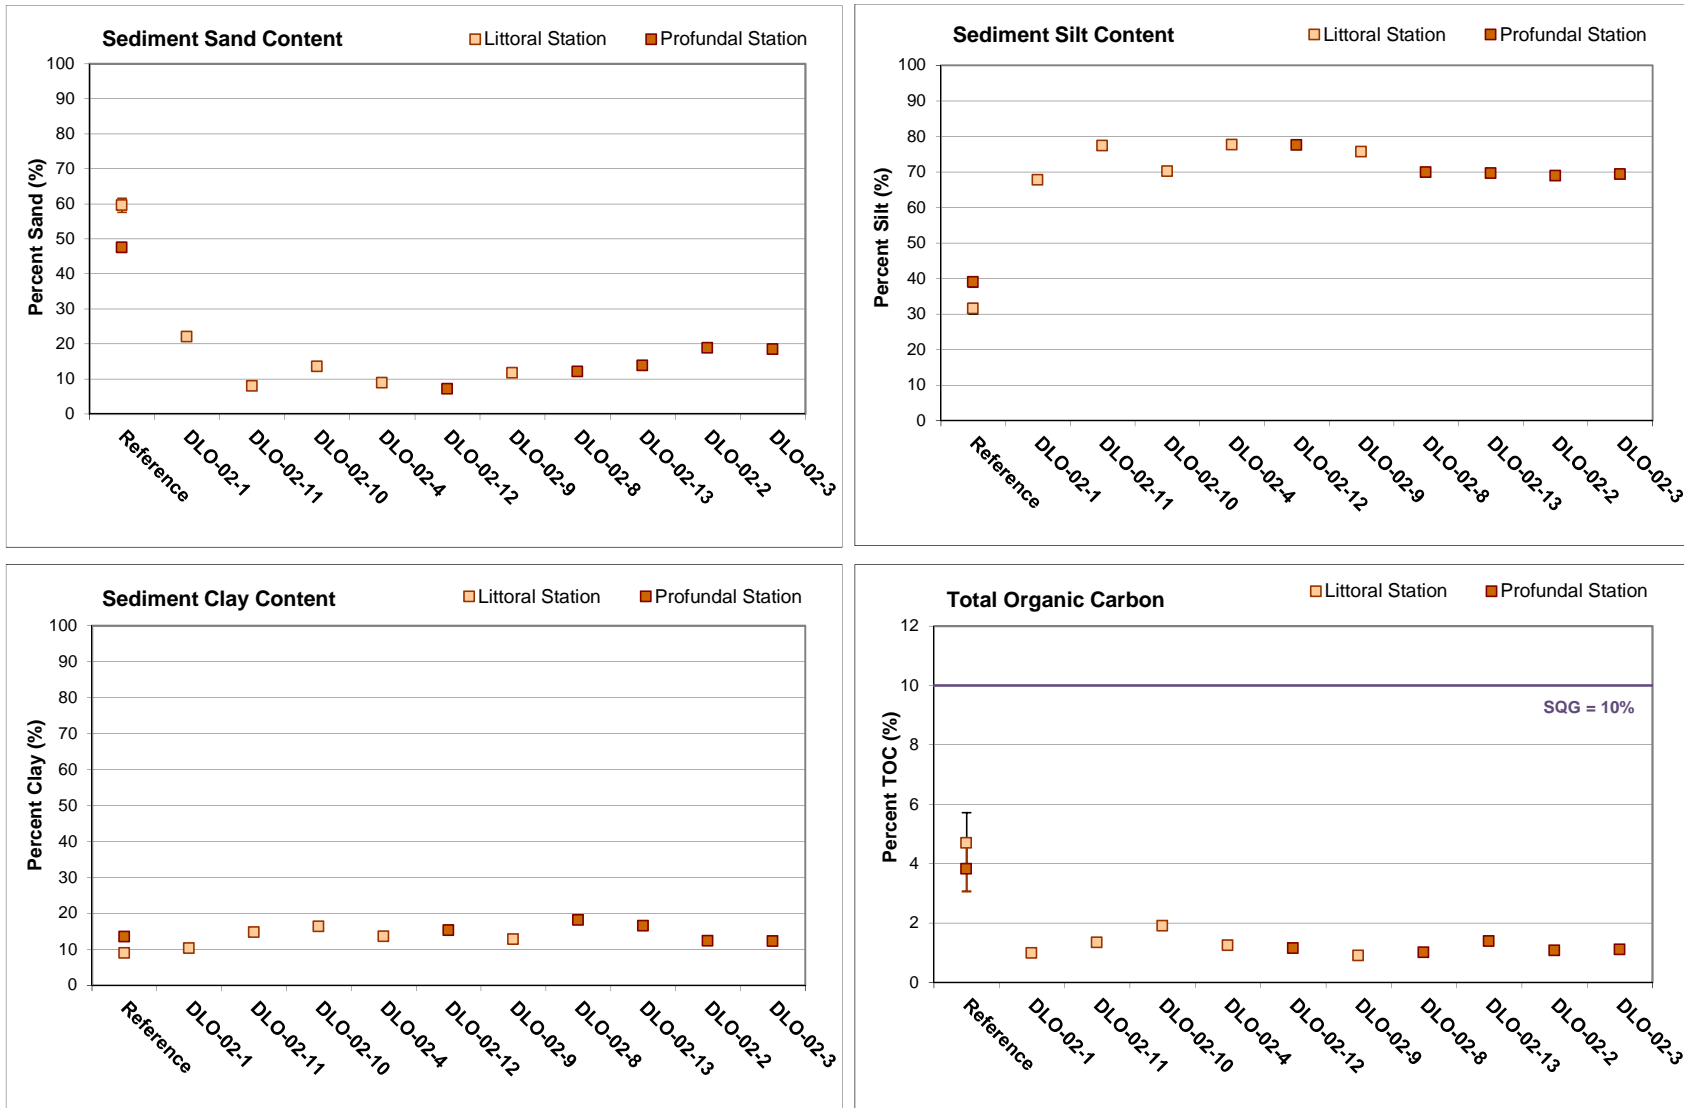 Sediment Sand Content
Littoral Station
Profundal Station
Percent Sand (%)
100
90
80
70
60
50
40
30
20
10
0
Reference
DLO-02-1
DLO-02-11
DLO-02-10
DLO-02-4
DLO-02-12
DLO-02-9
DLO-02-8
DLO-02-13
DLO-02-2
DLO-02-3
Sediment Silt Content
Littoral Station
Profundal Station
Percent Silt (%)
100
90
80
70
60
50
40
30
20
10
0
Reference
DLO-02-1
DLO-02-11
DLO-02-10
DLO-02-4
DLO-02-12
DLO-02-9
DLO-02-8
DLO-02-13
DLO-02-2
DLO-02-3
Sediment Clay Content
Littoral Station
Profundal Station
Percent Clay (%)
100
90
80
70
60
50
40
30
20
10
0
Reference
DLO-02-1
DLO-02-11
DLO-02-10
DLO-02-4
DLO-02-12
DLO-02-9
DLO-02-8
DLO-02-13
DLO-02-2
DLO-02-3
Total Organic Carbon
Littoral Station
Profundal Station
Percent TOC (%)
12
10
8
6
4
2
0
SQG = 10%
Reference
DLO-02-1
DLO-02-11
DLO-02-10
DLO-02-4
DLO-02-12
DLO-02-9
DLO-02-8
DLO-02-13
DLO-02-2
DLO-02-3